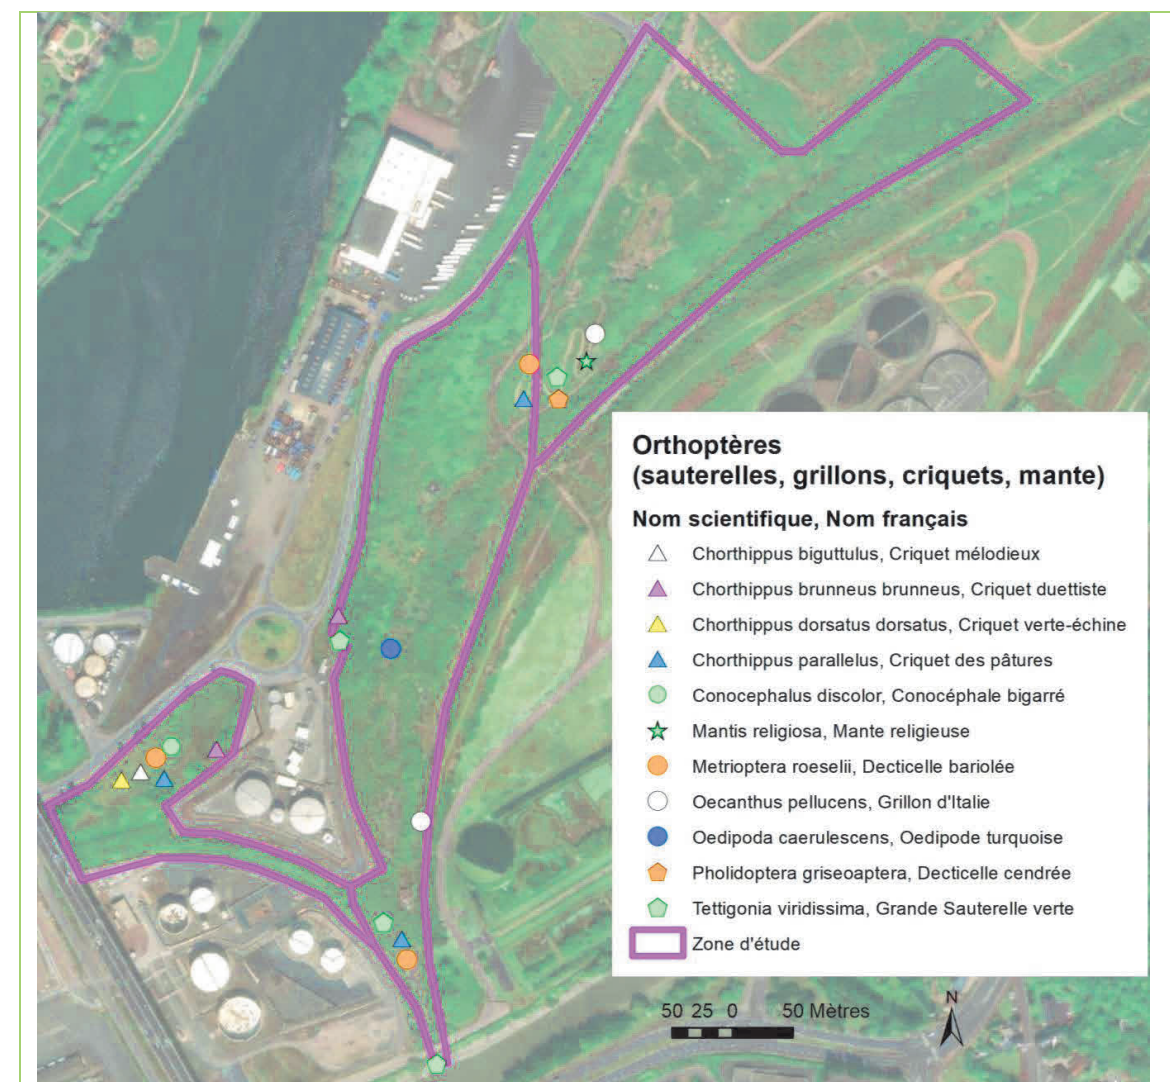 Orthoptères
(sauterelles, grillons, criquets, mante)
Nom scientifique, Nom français
Chorthippus biguttulus, Criquet mélodieux
Chorthippus brunneus brunneus, Criquet duettiste
Chorthippus dorsatus dorsatus, Criquet verte-échine
Chorthippus parallelus, Criquet des pâtures
Conocephalus discolor, Conocéphale bigarré
Mantis religiosa, Mante religieuse
Metrioptera roeselii, Decticelle bariolée
Oecanthus pellucens, Grillon d'Italie
Oedipoda caerulescens, Oedipode turquoise
Pholidoptera griseoaptera, Decticelle cendrée
Tettigonia viridissima, Grande Sauterelle verte
Zone d'étude
N
50 25 0 50 Mètres